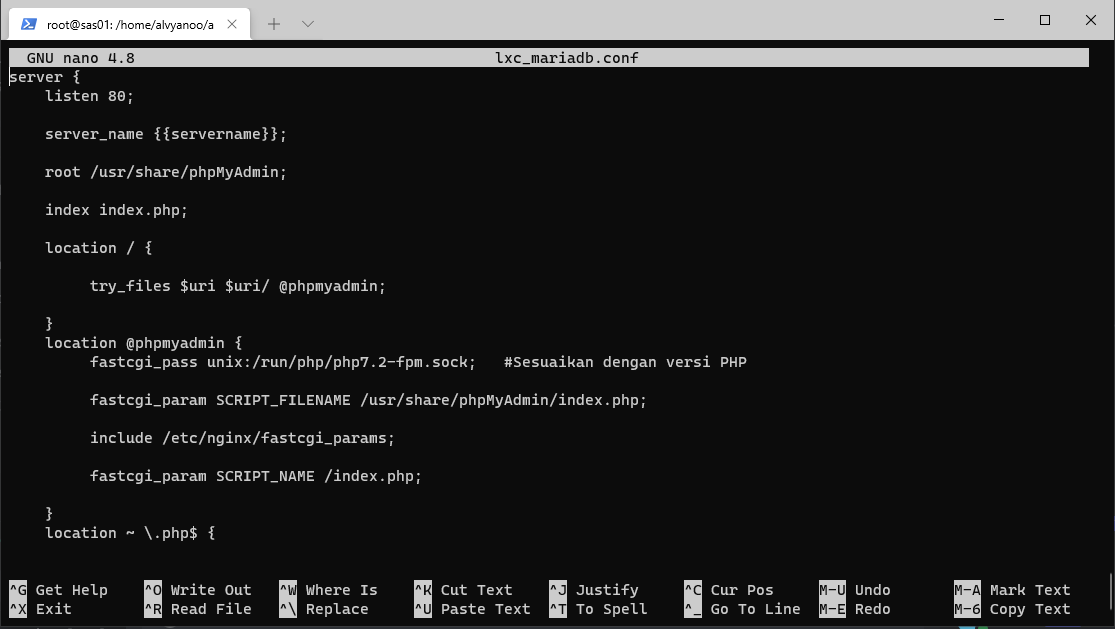 root@sas01: /home/alvyanoo/a
GNU nano 4.8 lxc_mariadb.conf
server {
listen 80;
server_name {{servername}};
root /usr/share/phpMyAdmin;
index index.php;
location / {
try_files $uri $uri/ @phpmyadmin;
}
location @phpmyadmin {
fastcgi_pass unix:/run/php/php7.2-fpm.sock; #Sesuaikan dengan versi PHP
fastcgi_param SCRIPT_FILENAME /usr/share/phpMyAdmin/index.php;
include /etc/nginx/fastcgi_params;
fastcgi_param SCRIPT_NAME /index.php;
}
location ~ \.php$ {
^G Get Help ^O Write Out ^W Where Is ^K Cut Text ^J Justify ^C Cur Pos M-U Undo M-A Mark Text
^X Exit ^R Read File ^\ Replace ^U Paste Text ^T To Spell ^_ Go To Line M-E Redo M-6 Copy Text